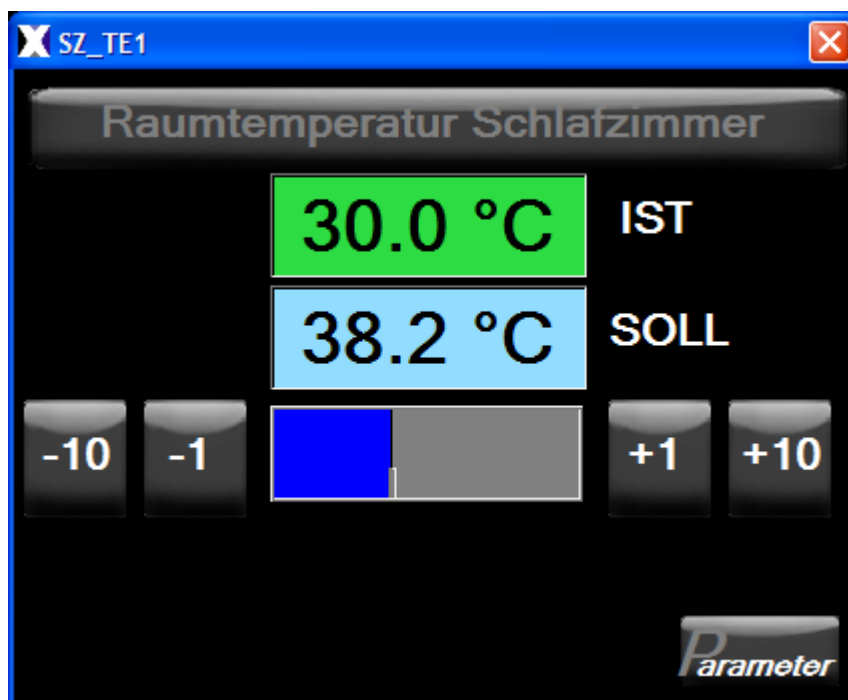 SZ_TE1
Raumtemperatur Schlafzimmer
30.0 °C IST
38.2 °C SOLL
-10 -1 +1 +10
Parameter